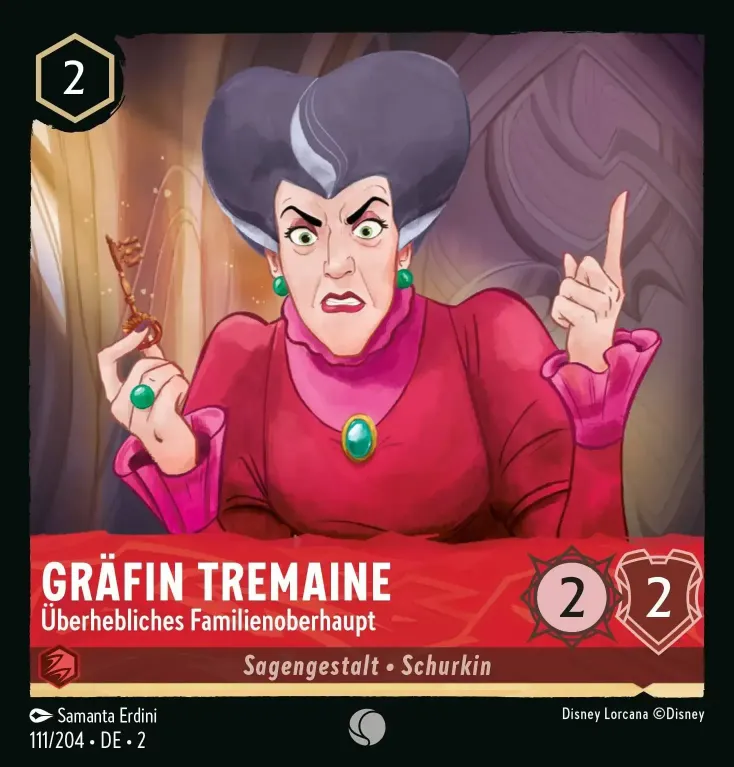 2
GRÄFIN TREMAINE
Überhebliches Familienoberhaupt
2
2
Sagengestalt • Schurkin
Samanta Erdini
Disney Lorcana ©Disney
111/204 • DE • 2